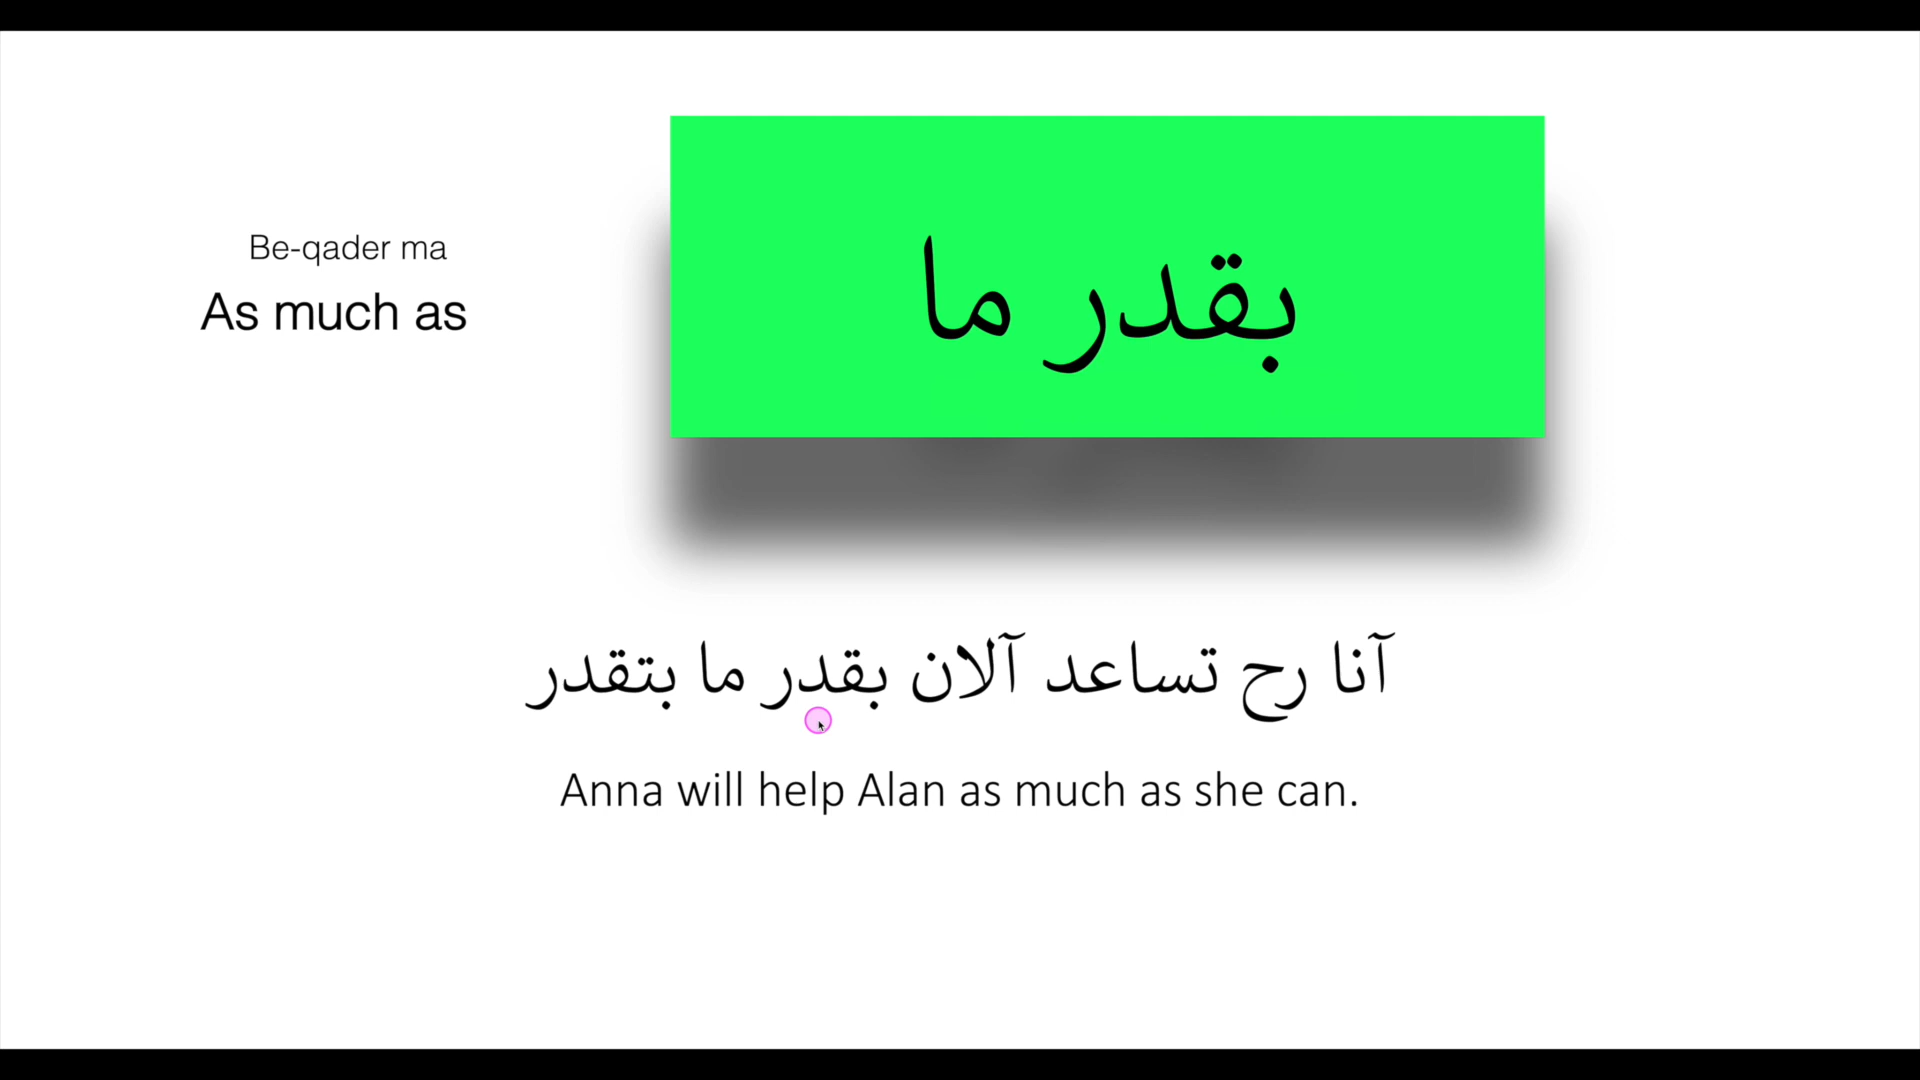 Be-qader ma
As much as
بقدر ما
آنا رح تساعد آلان بقدر ما بتقدر
Anna will help Alan as much as she can.